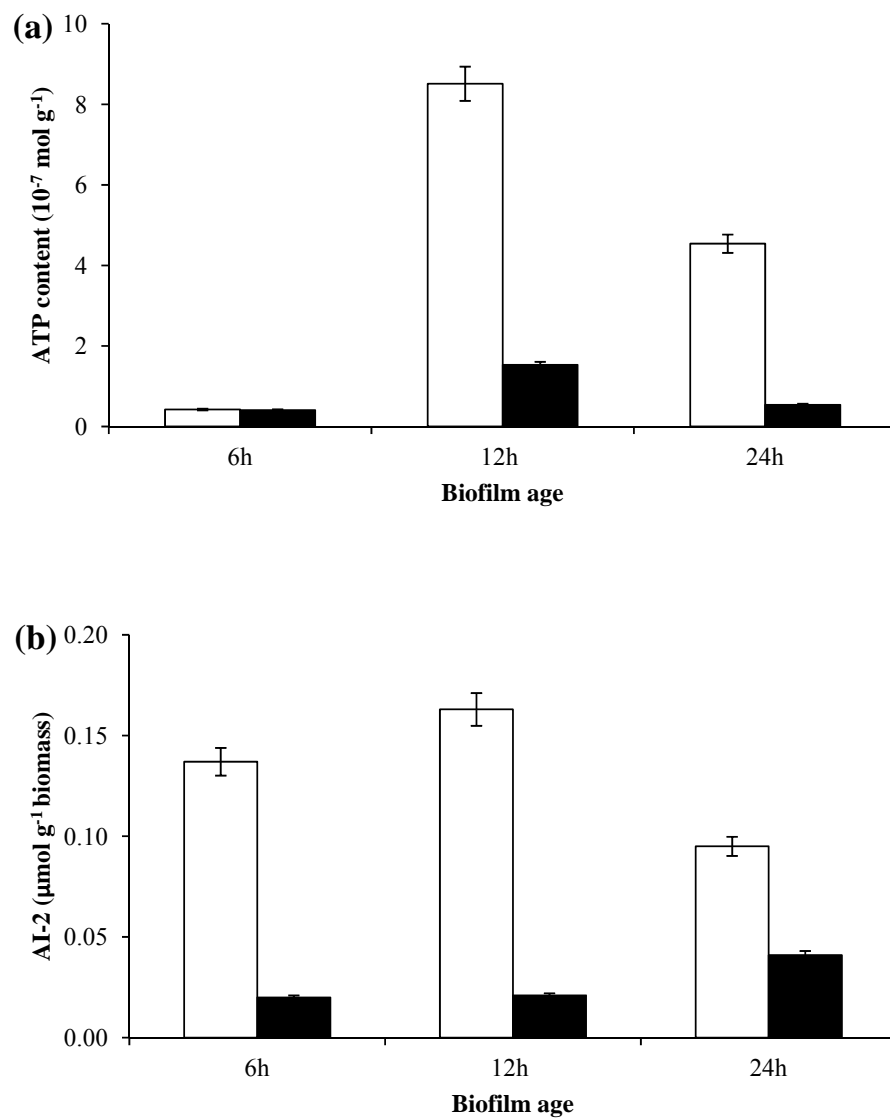 (a)
ATP content (10⁻⁷ mol g⁻¹)
10
8
6
4
2
0
6h 12h 24h
Biofilm age
(b)
AI-2 (µmol g⁻¹ biomass)
0.20
0.15
0.10
0.05
0.00
6h 12h 24h
Biofilm age